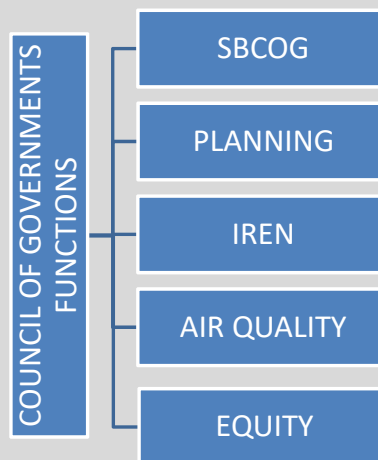 COUNCIL OF GOVERNMENTS
FUNCTIONS
SBCOG
PLANNING
IREN
AIR QUALITY
EQUITY